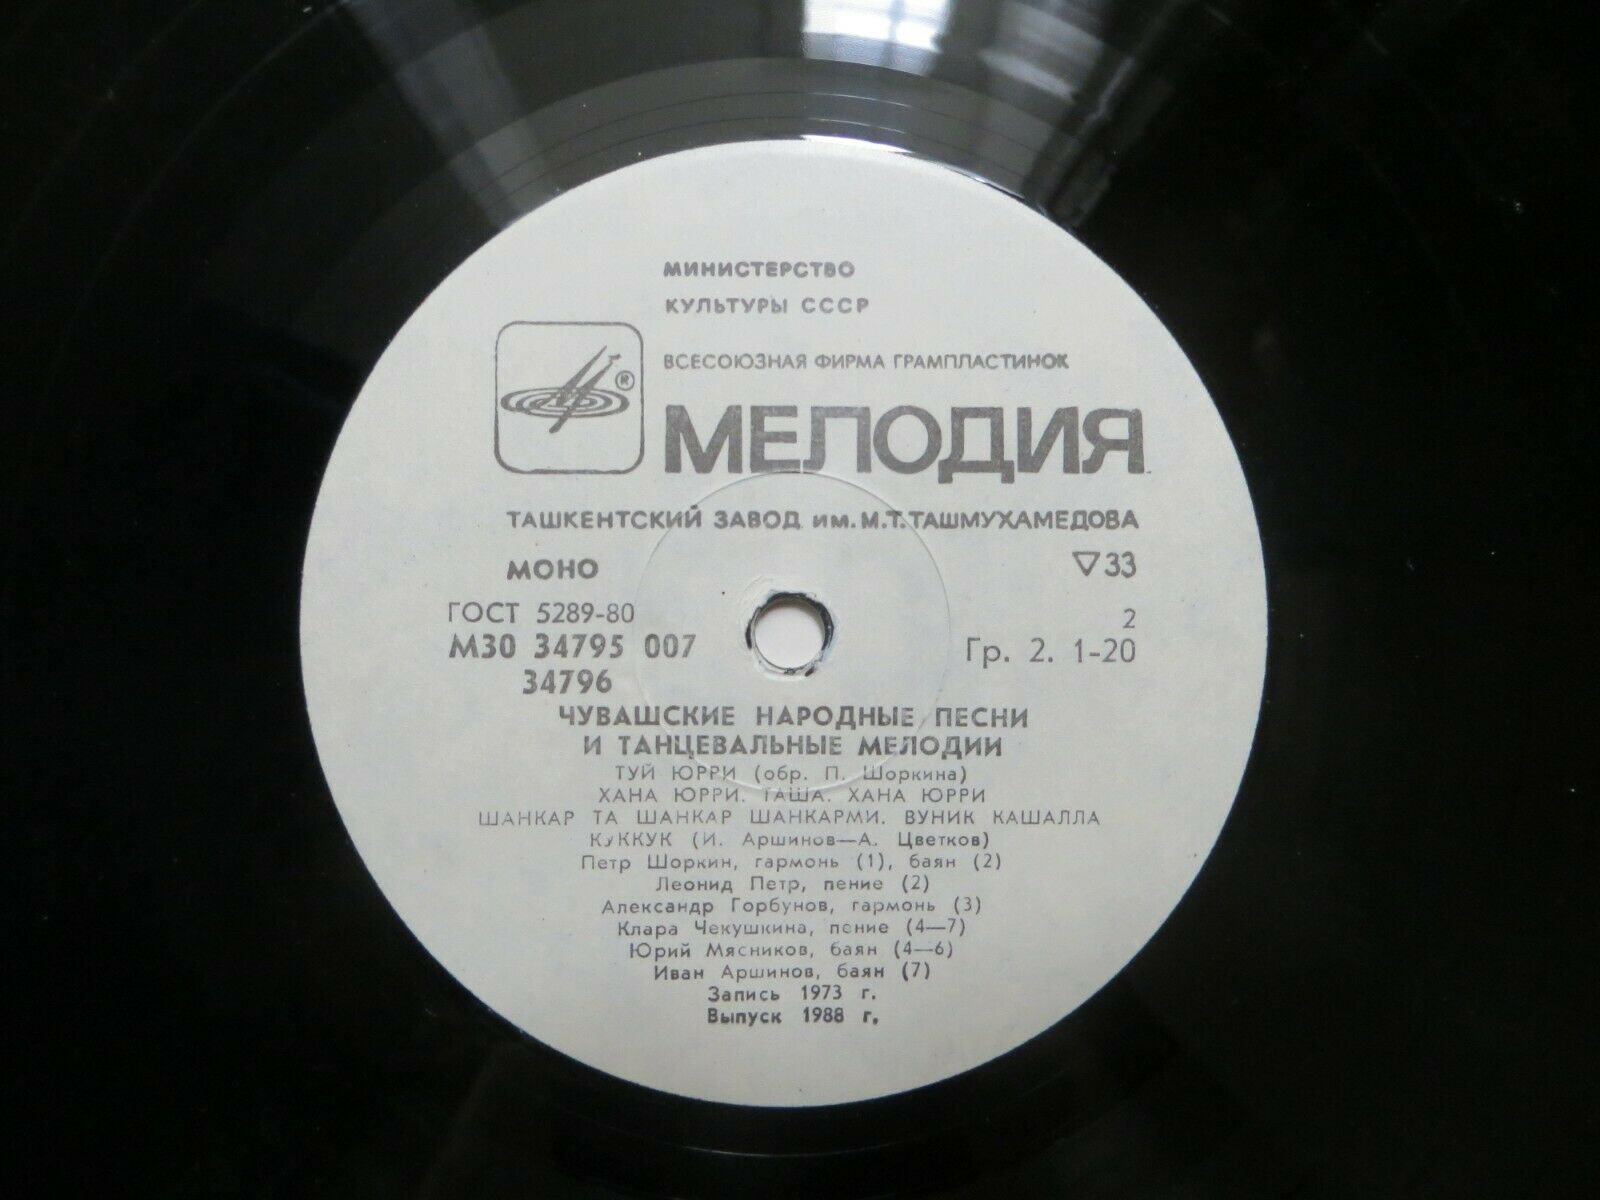 МИНИСТЕРСТВО
КУЛЬТУРЫ СССР
ВСЕСОЮЗНАЯ ФИРМА ГРАМПЛАСТИНОК
®
МЕЛОДИЯ
ТАШКЕНТСКИЙ ЗАВОД им. М.Т. ТАШМУХАМЕДОВА
МОНО ▽33
ГОСТ 5289-80 2
М30 34795 007 Гр. 2. 1-20
34796
ЧУВАШСКИЕ НАРОДНЫЕ ПЕСНИ
И ТАНЦЕВАЛЬНЫЕ МЕЛОДИИ
ТУЙ ЮРРИ (обр. П. Шоркина)
ХАНА ЮРРИ. ТАША. ХАНА ЮРРИ
ШАНКАР ТА ШАНКАР ШАНКАРМИ. ВУНИК КАШАЛЛА
КУККУК (И. Аршинов—А. Цветков)
Петр Шоркин, гармонь (1), баян (2)
Леонид Петр, пение (2)
Александр Горбунов, гармонь (3)
Клара Чекушкина, пение (4—7)
Юрий Мясников, баян (4—6)
Иван Аршинов, баян (7)
Запись 1973 г.
Выпуск 1988 г.